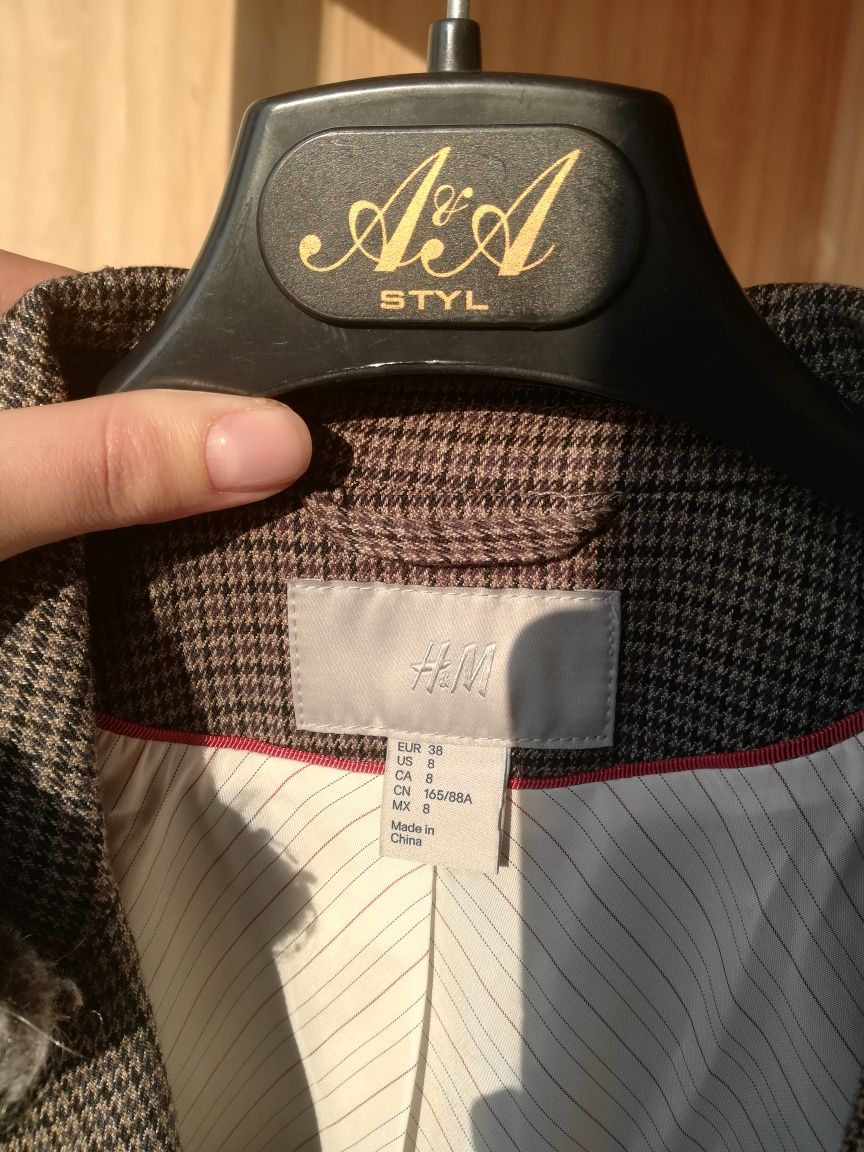 A&A
STYL
H&M
EUR 38
US 8
CA 8
CN 165/88A
MX 8
Made in
China